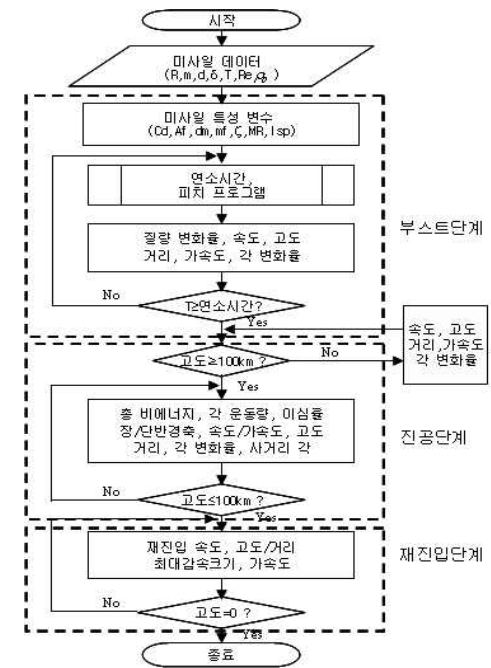 시작
미사일 데이터
(R,m,d,δ,T,Re,g₀)
미사일 특성 변수
(Cd,Af,dm,mf,ζ,MR,Isp)
연소시간,
피치 프로그램
질량 변화율, 속도, 고도
거리, 가속도, 각 변화율
부스트단계
No
T≥연소시간?
Yes
속도, 고도
거리,가속도
각 변화율
고도≥100km ?
No
Yes
총 비에너지, 각 운동량, 이심률
장/단반경축, 속도/가속도, 고도
거리, 각 변화율, 사거리 각
진공단계
No
고도≤100km ?
Yes
재진입 속도, 고도/거리
최대감속크기, 가속도
재진입단계
No
고도=0 ?
Yes
종료